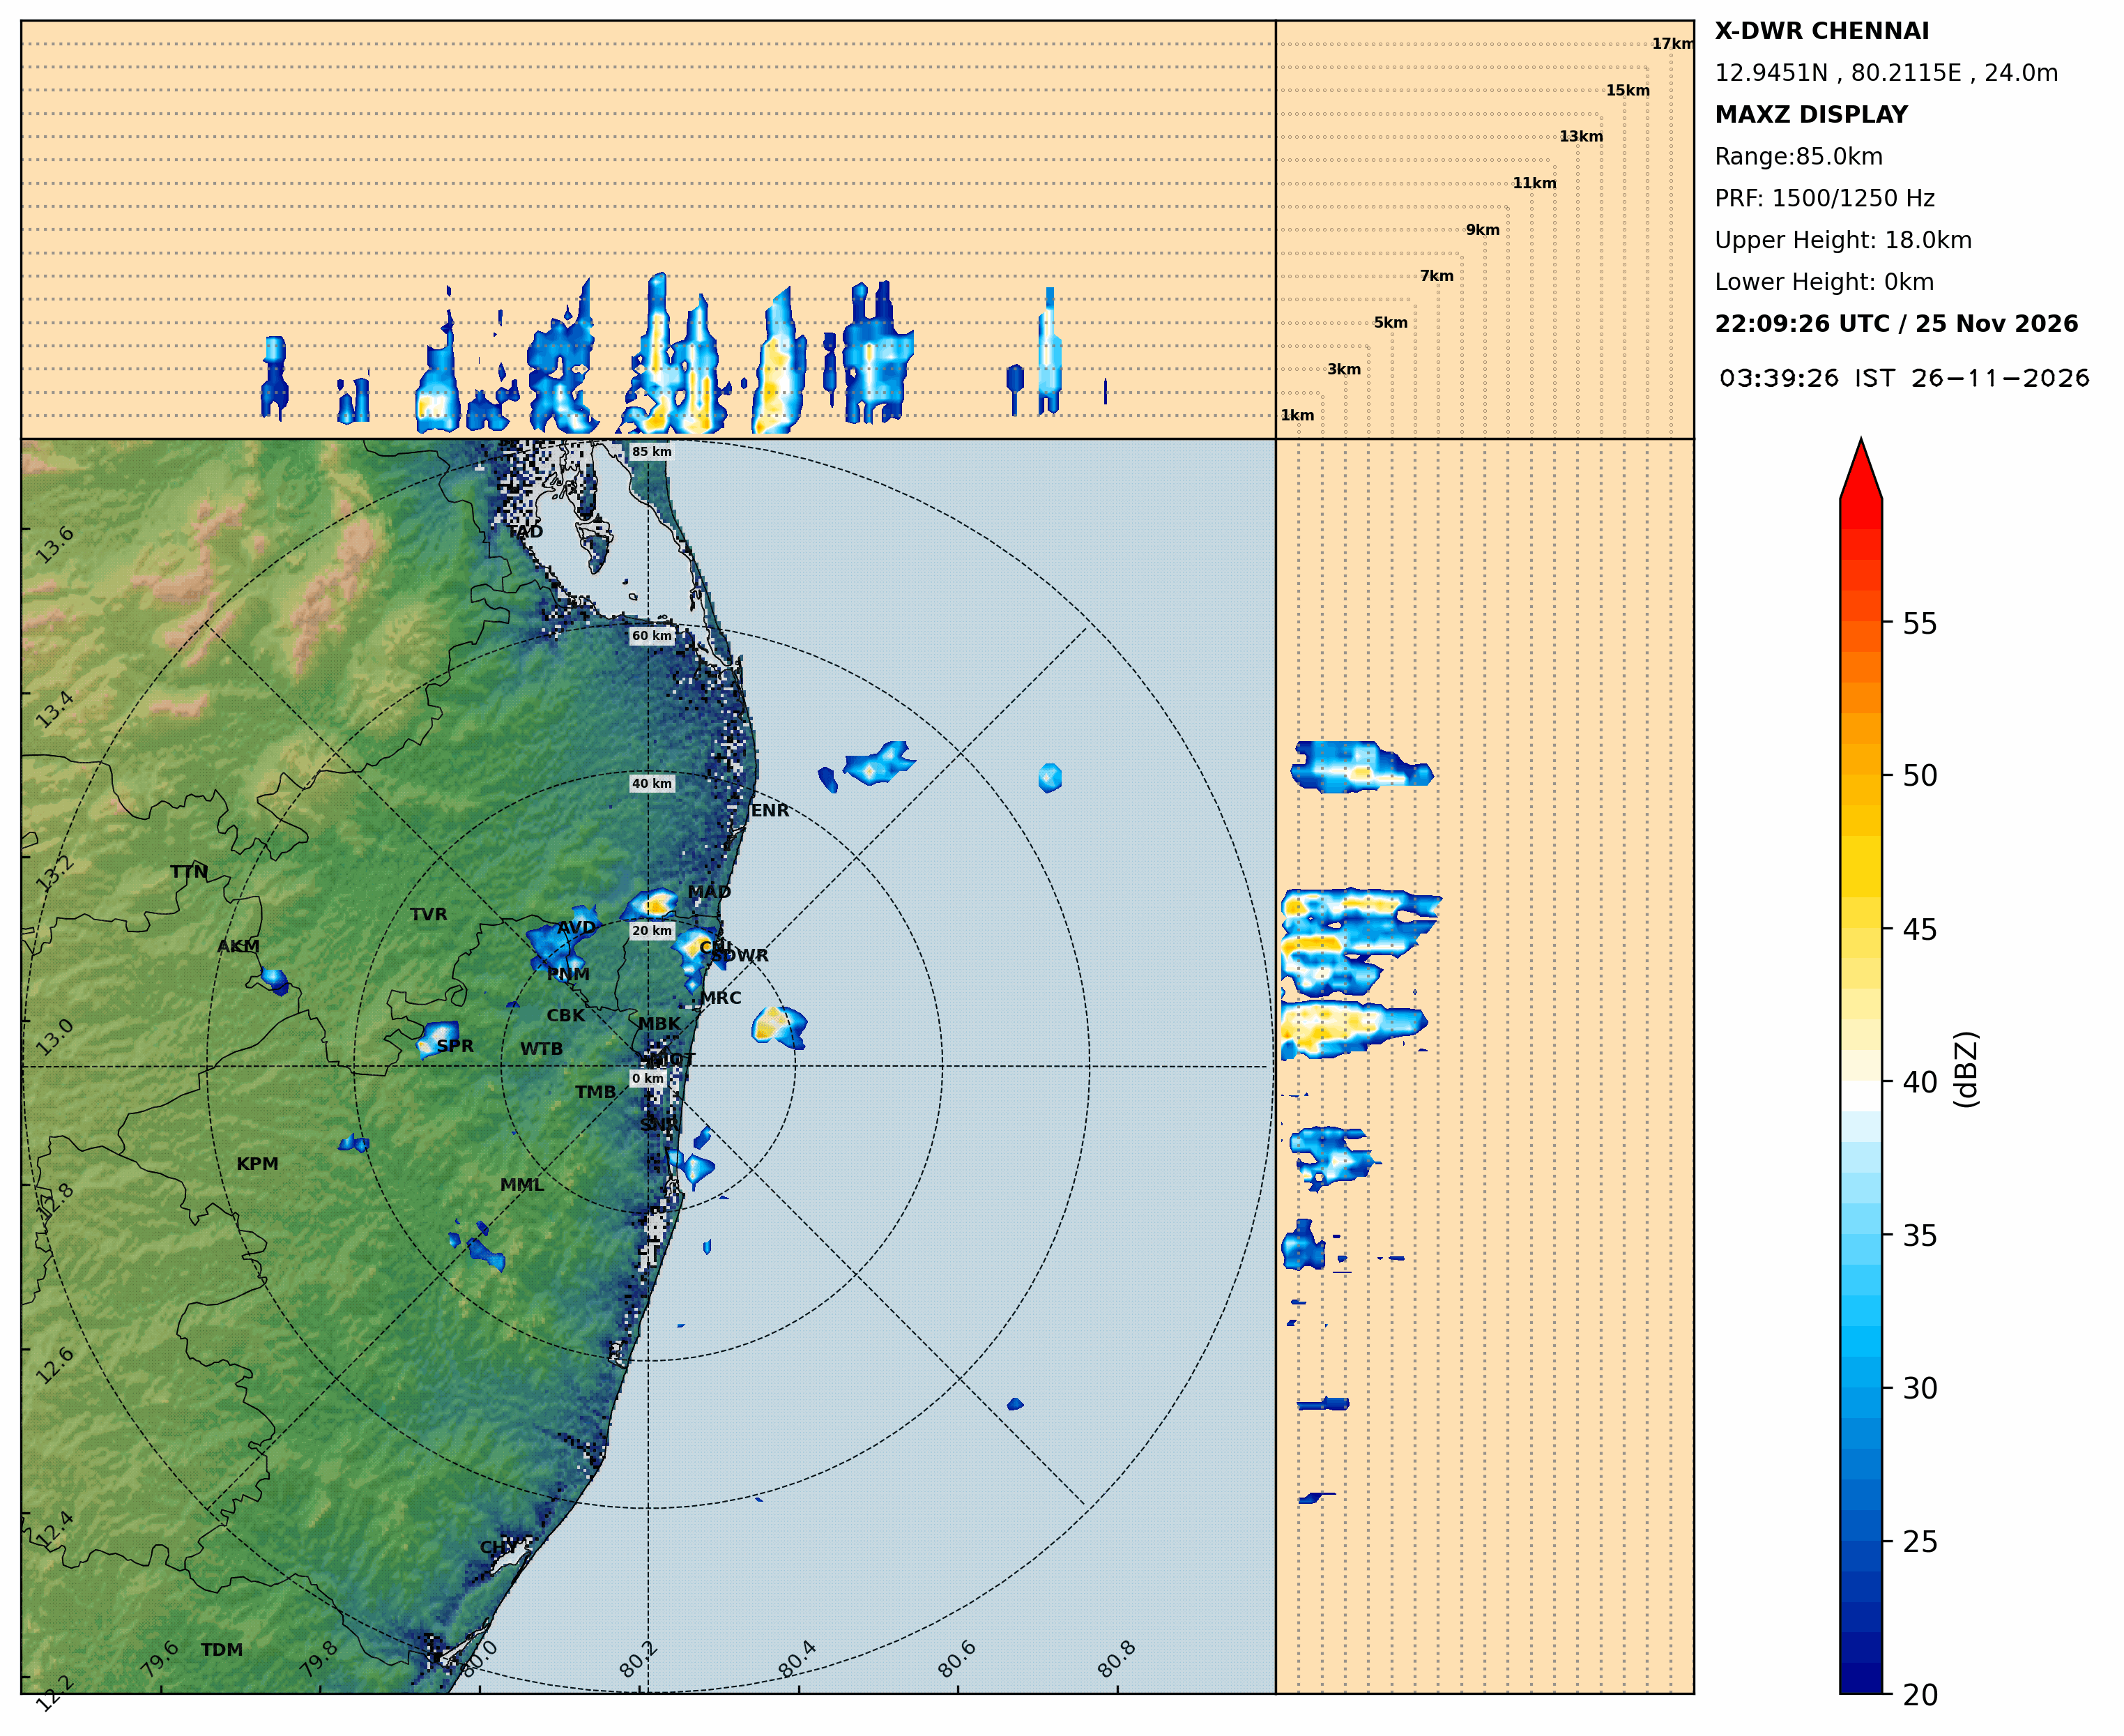 X-DWR CHENNAI
12.9451N , 80.2115E , 24.0m
MAXZ DISPLAY
Range:85.0km
PRF: 1500/1250 Hz
Upper Height: 18.0km
Lower Height: 0km
22:09:26 UTC / 25 Nov 2026
03:39:26 IST 26-11-2026
17km
15km
13km
11km
9km
7km
5km
3km
1km
85 km
TAD
13.6
60 km
13.4
40 km
ENR
13.2
TTN
MAD
TVR
AVD
20 km
AKM
SDWR
PNM
MRC
CBK
MBK
13.0
SPR
WTB
0 km
TMB
SNR
KPM
MML
12.8
12.6
12.4
CHY
TDM
12.2
79.6
79.8
80.0
80.2
80.4
80.6
80.8
55
50
45
40
35
30
25
20
(dBZ)